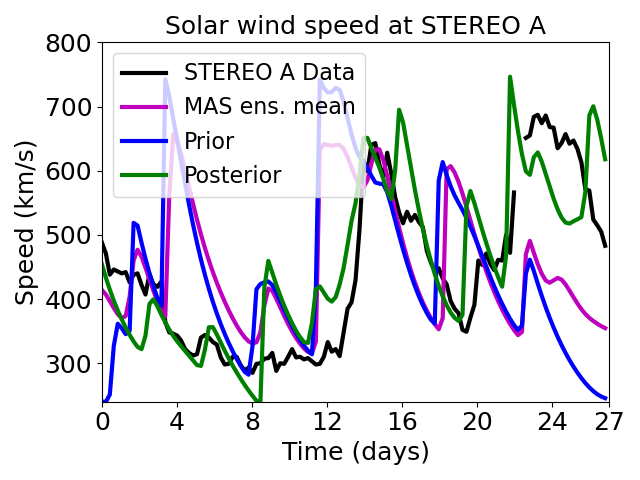 Solar wind speed at STEREO A
800
700
600
500
400
300
Speed (km/s)
STEREO A Data
MAS ens. mean
Prior
Posterior
0 4 8 12 16 20 24 27
Time (days)